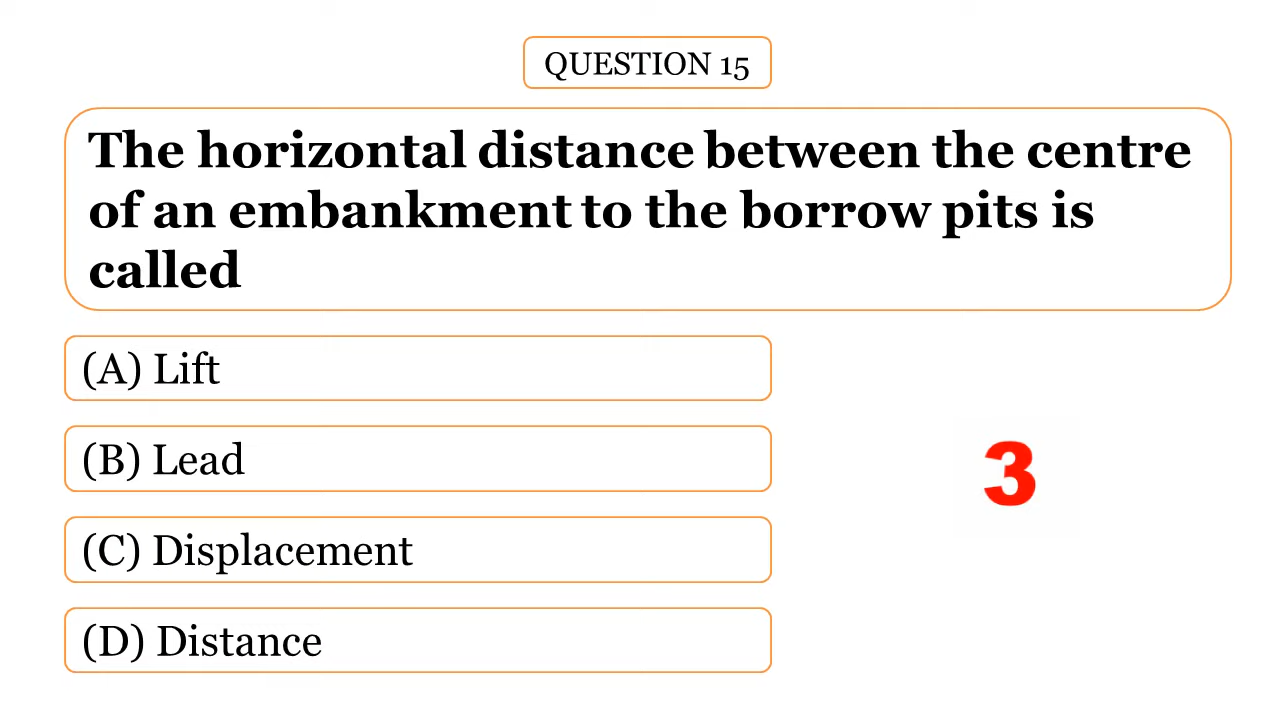 QUESTION 15
The horizontal distance between the centre
of an embankment to the borrow pits is
called
(A) Lift
(B) Lead
3
(C) Displacement
(D) Distance